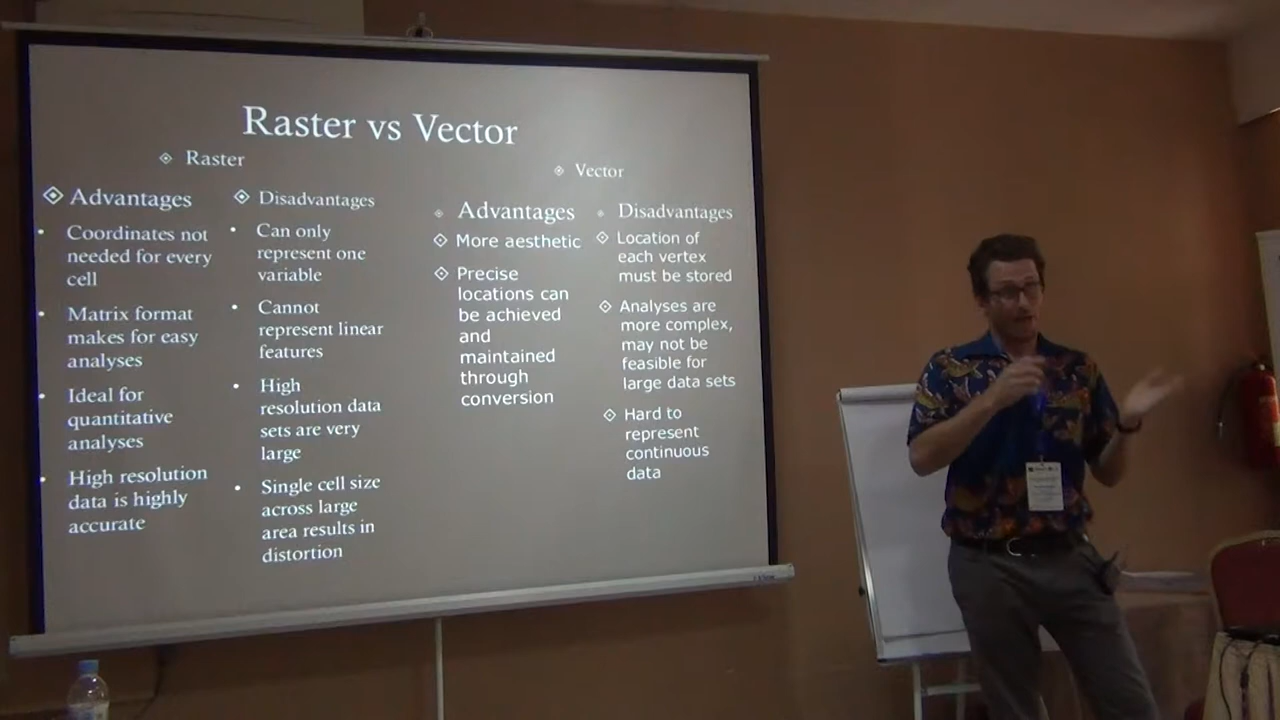 Raster vs Vector
Raster
Advantages
Coordinates not
needed for every
cell
Matrix format
makes for easy
analyses
Ideal for
quantitative
analyses
High resolution
data is highly
accurate
Disadvantages
Can only
represent one
variable
Cannot
represent linear
features
High
resolution data
sets are very
large
Single cell size
across large
area results in
distortion
Vector
Advantages
More aesthetic
Precise
locations can
be achieved
and
maintained
through
conversion
Disadvantages
Location of
each vertex
must be stored
Analyses are
more complex,
may not be
feasible for
large data sets
Hard to
represent
continuous
data